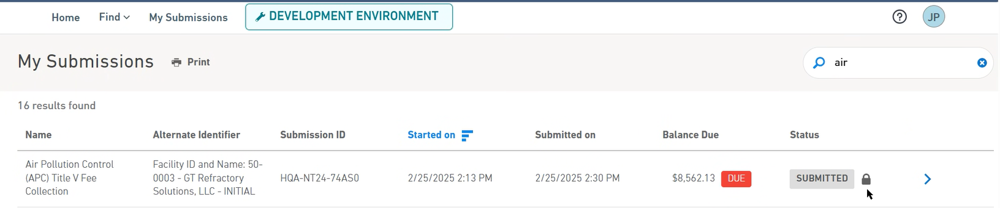 Home Find My Submissions DEVELOPMENT ENVIRONMENT JP
My Submissions Print air
16 results found
Name Alternate Identifier Submission ID Started on Submitted on Balance Due Status
Air Pollution Control
(APC) Title V Fee
Collection
Facility ID and Name: 50-
0003 - GT Refractory
Solutions, LLC - INITIAL
HQA-NT24-74AS0
2/25/2025 2:13 PM
2/25/2025 2:30 PM
$8,562.13 DUE
SUBMITTED